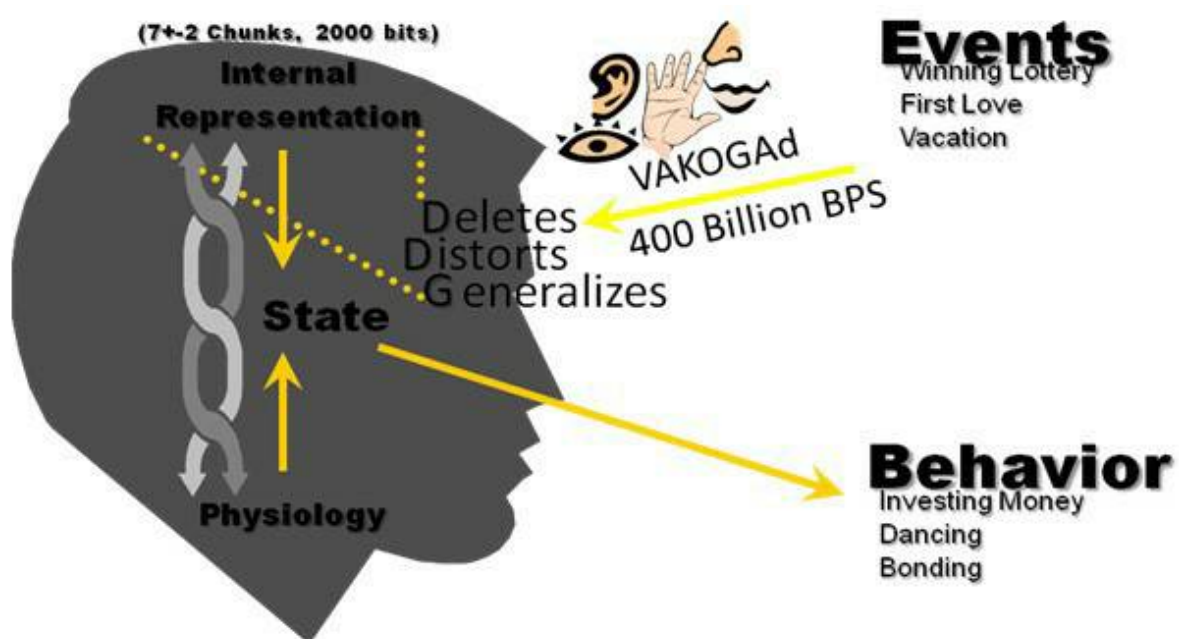 (7+-2 Chunks, 2000 bits)
Internal
Representation
Events
Winning Lottery
First Love
Vacation
VAKOGAd
400 Billion BPS
Deletes
Distorts
Generalizes
State
Physiology
Behavior
Investing Money
Dancing
Bonding